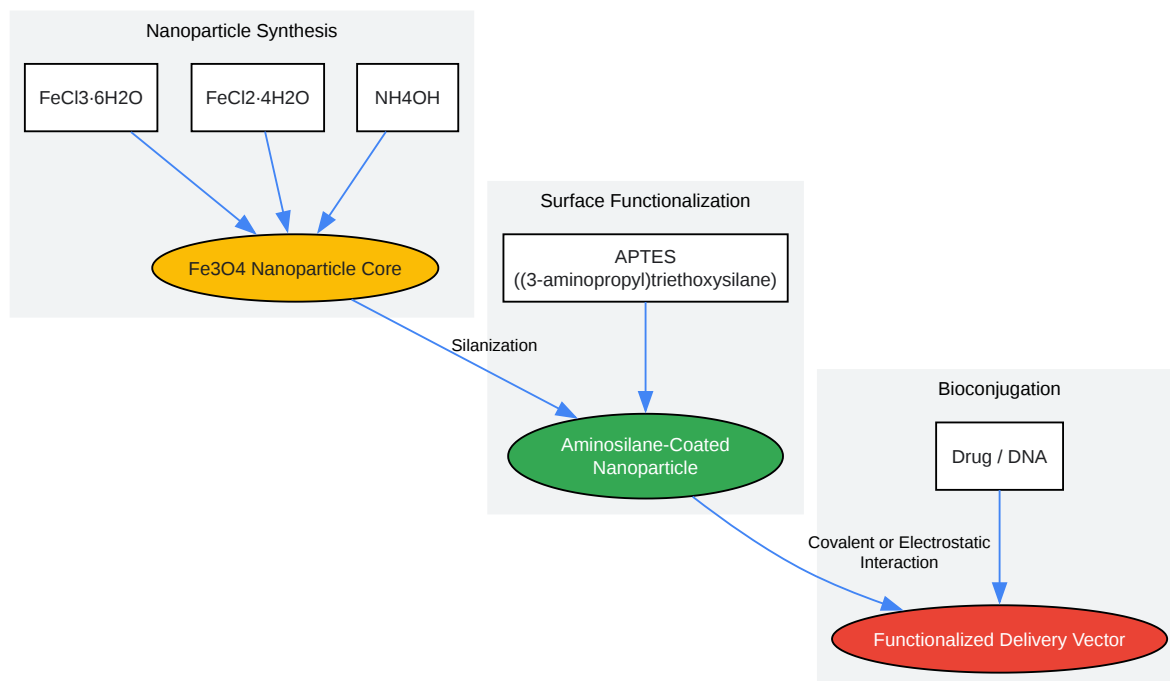 Nanoparticle Synthesis
FeCl3·6H2O
FeCl2·4H2O
NH4OH
Fe3O4 Nanoparticle Core
Surface Functionalization
APTES
((3-aminopropyl)triethoxysilane)
Silanization
Aminosilane-Coated
Nanoparticle
Bioconjugation
Drug / DNA
Covalent or Electrostatic
Interaction
Functionalized Delivery Vector